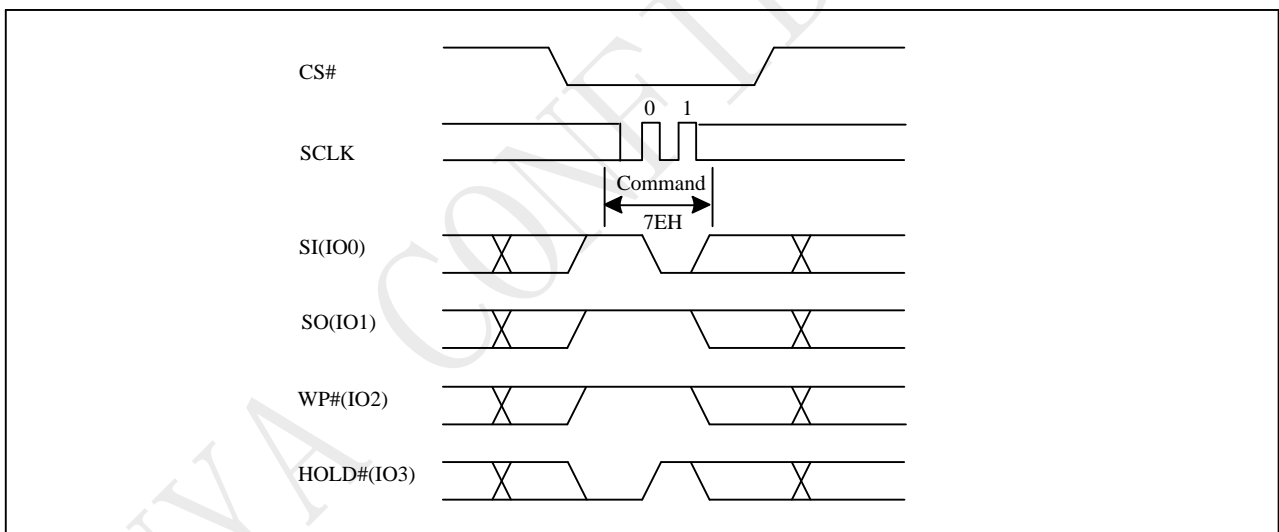 CS#
0 1
SCLK
Command
7EH
SI(IO0)
SO(IO1)
WP#(IO2)
HOLD#(IO3)